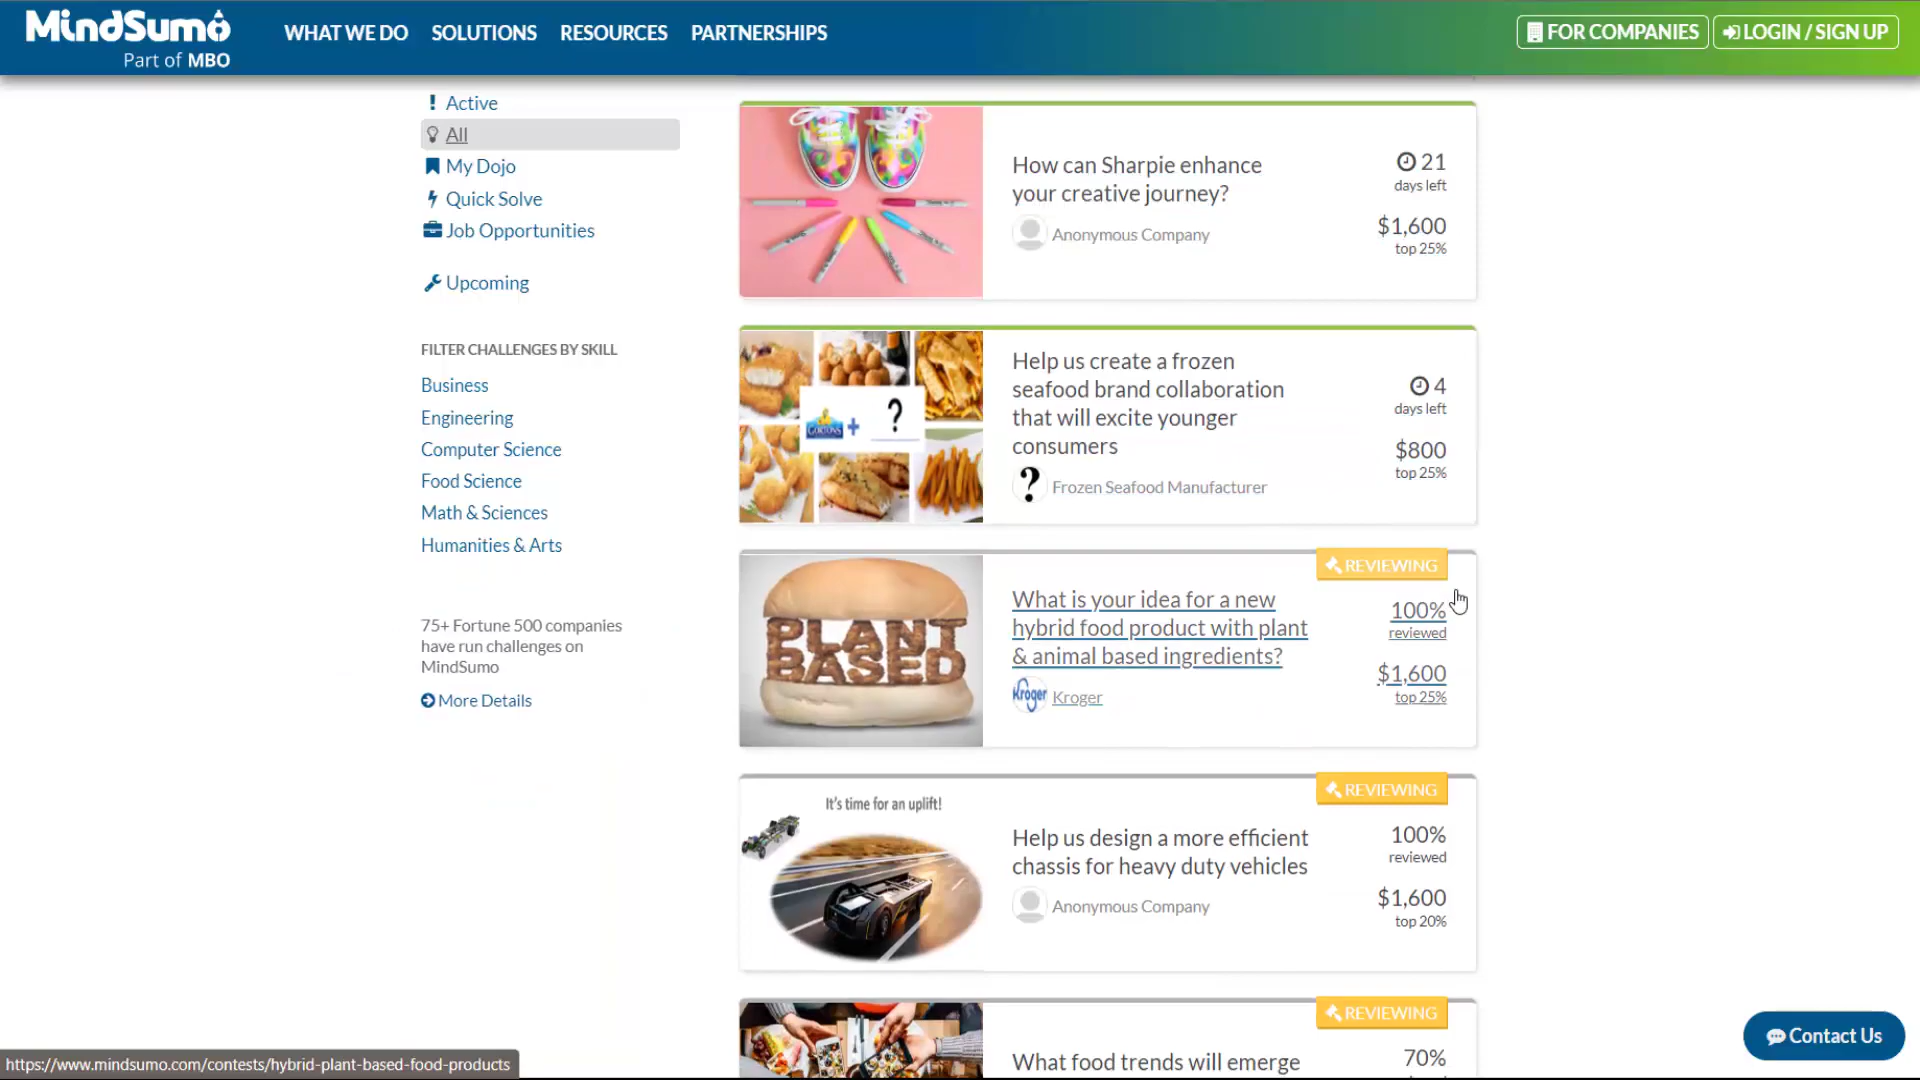 MindSumo
Part of MBO
WHAT WE DO
SOLUTIONS
RESOURCES
PARTNERSHIPS
FOR COMPANIES
LOGIN / SIGN UP
Active
All
My Dojo
Quick Solve
Job Opportunities
Upcoming
FILTER CHALLENGES BY SKILL
Business
Engineering
Computer Science
Food Science
Math & Sciences
Humanities & Arts
75+ Fortune 500 companies
have run challenges on
MindSumo
More Details
How can Sharpie enhance
your creative journey?
Anonymous Company
21
days left
$1,600
top 25%
GORTON'S + ?
Help us create a frozen
seafood brand collaboration
that will excite younger
consumers
? Frozen Seafood Manufacturer
4
days left
$800
top 25%
PLANT
BASED
REVIEWING
What is your idea for a new
hybrid food product with plant
& animal based ingredients?
Kroger Kroger
100%
reviewed
$1,600
top 25%
It's time for an uplift!
REVIEWING
Help us design a more efficient
chassis for heavy duty vehicles
Anonymous Company
100%
reviewed
$1,600
top 20%
REVIEWING
What food trends will emerge
70%
Contact Us
https://www.mindsumo.com/contests/hybrid-plant-based-food-products